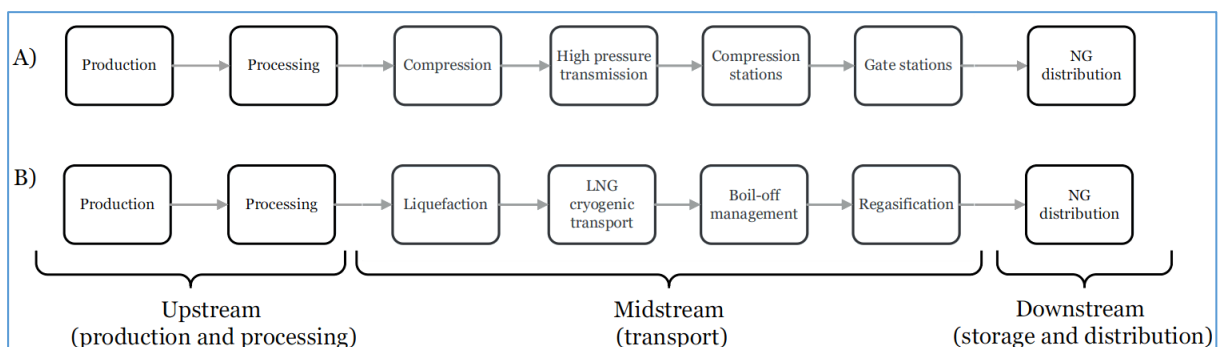 A)
Production
Processing
Compression
High pressure
transmission
Compression
stations
Gate stations
NG
distribution
B)
Production
Processing
Liquefaction
LNG
cryogenic
transport
Boil-off
management
Regasification
NG
distribution
Upstream
(production and processing)
Midstream
(transport)
Downstream
(storage and distribution)